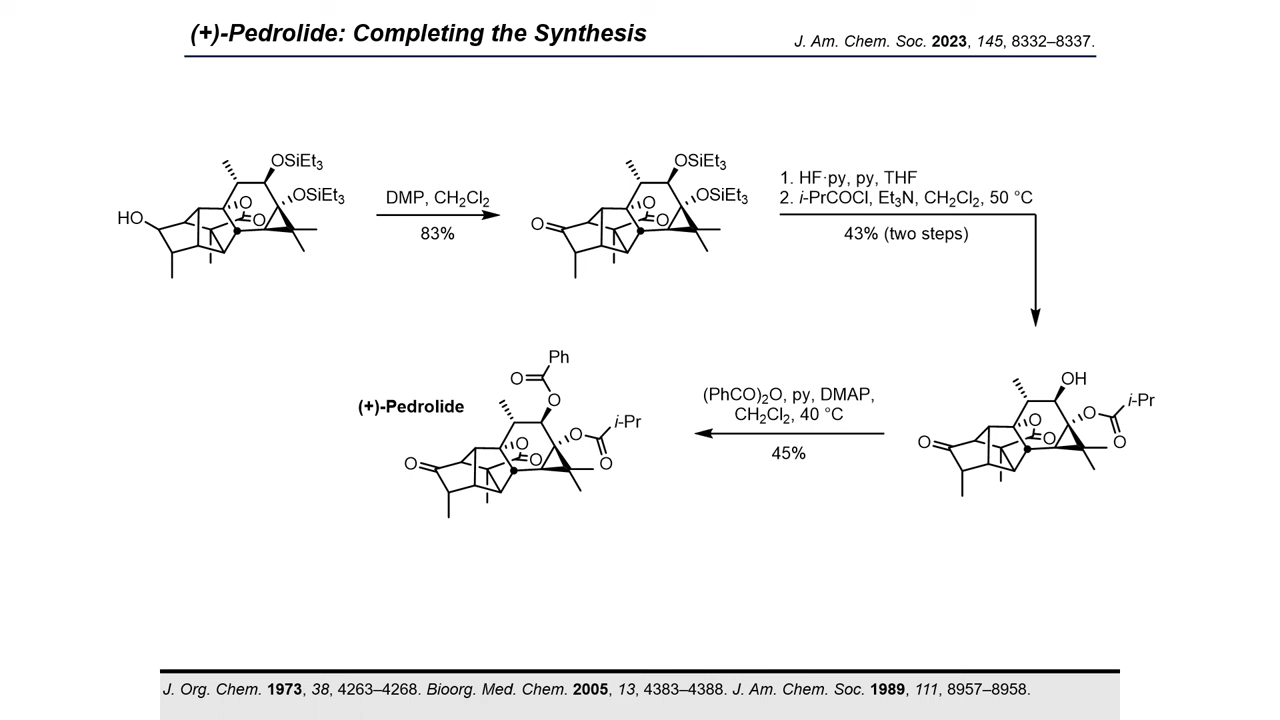 (+)-Pedrolide: Completing the Synthesis
J. Am. Chem. Soc. 2023, 145, 8332–8337.
OSiEt3
OSiEt3
HO
O
O
DMP, CH2Cl2
83%
OSiEt3
OSiEt3
O
O
O
1. HF·py, py, THF
2. i-PrCOCl, Et3N, CH2Cl2, 50 °C
43% (two steps)
OH
O
i-Pr
O
O
O
O
(PhCO)2O, py, DMAP,
CH2Cl2, 40 °C
45%
(+)-Pedrolide
Ph
O
O
O
i-Pr
O
O
O
O
J. Org. Chem. 1973, 38, 4263–4268. Bioorg. Med. Chem. 2005, 13, 4383–4388. J. Am. Chem. Soc. 1989, 111, 8957–8958.